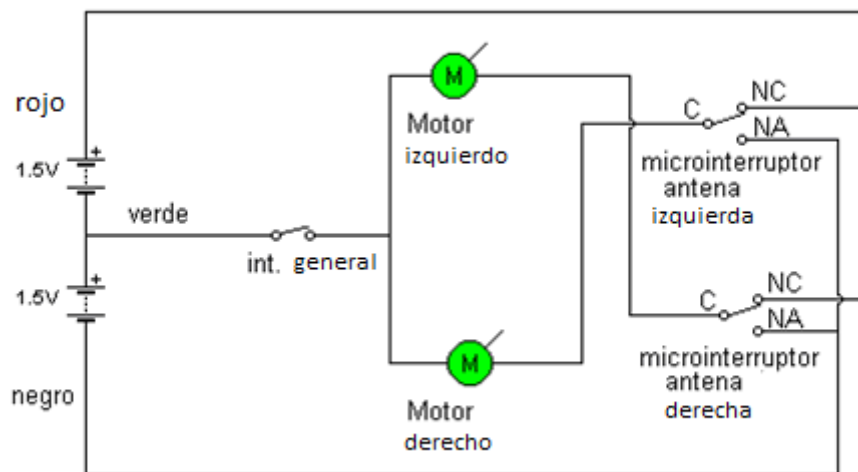 rojo
+
1.5V
verde
int. general
+
1.5V
negro
M
Motor
izquierdo
M
Motor
derecho
C
NC
NA
microinterruptor
antena
izquierda
C
NC
NA
microinterruptor
antena
derecha